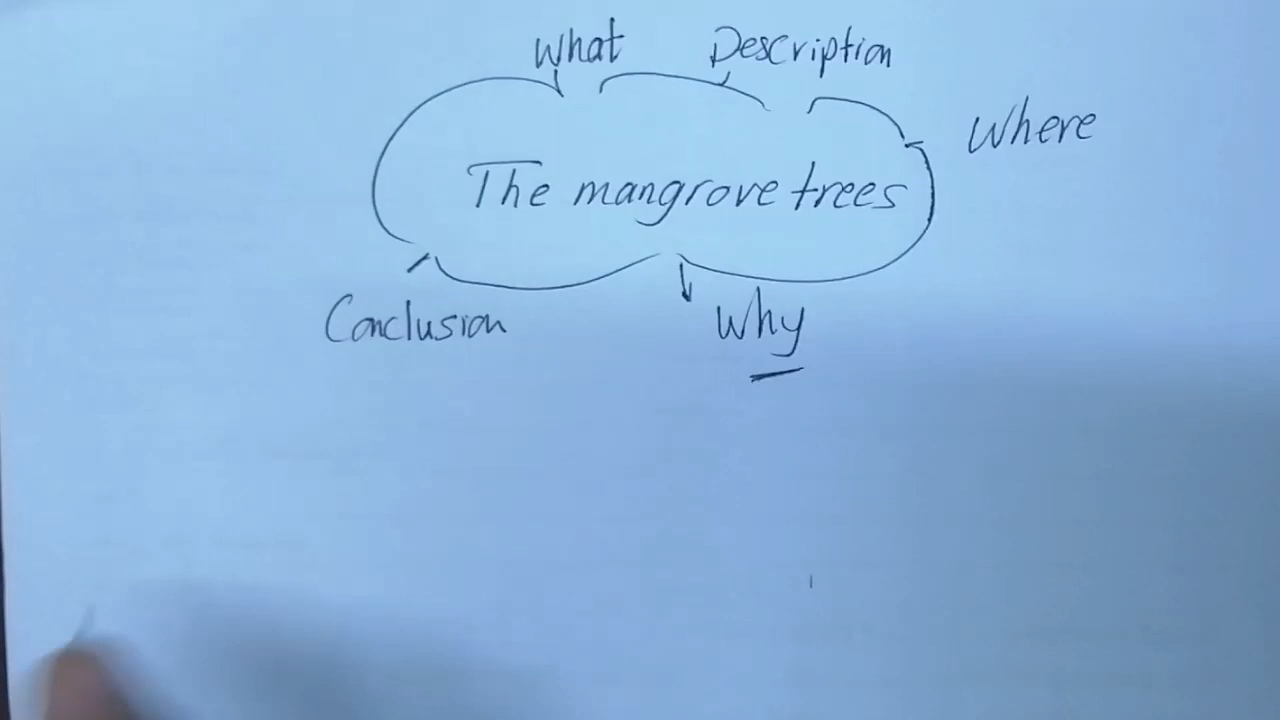 What
Description
Where
The mangrove trees
Conclusion
Why